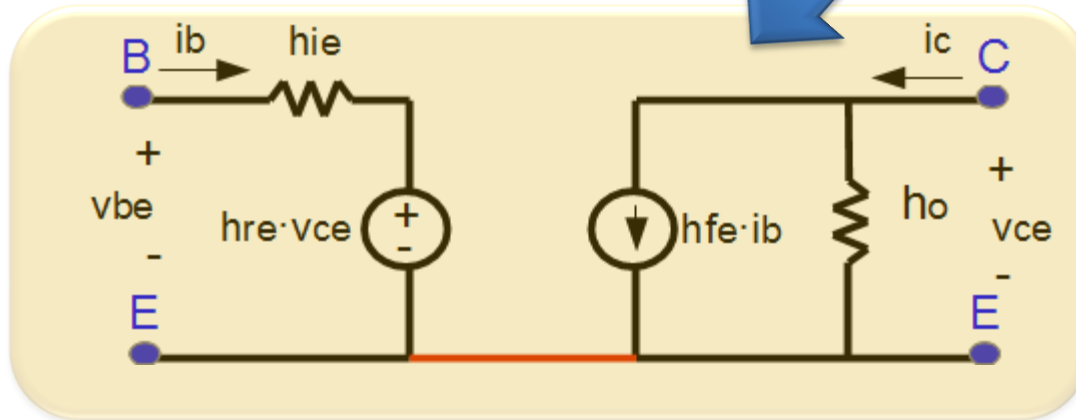 ib hie ic
B C
+ +
vbe hre·vce + - hfe·ib ho vce
- -
E E